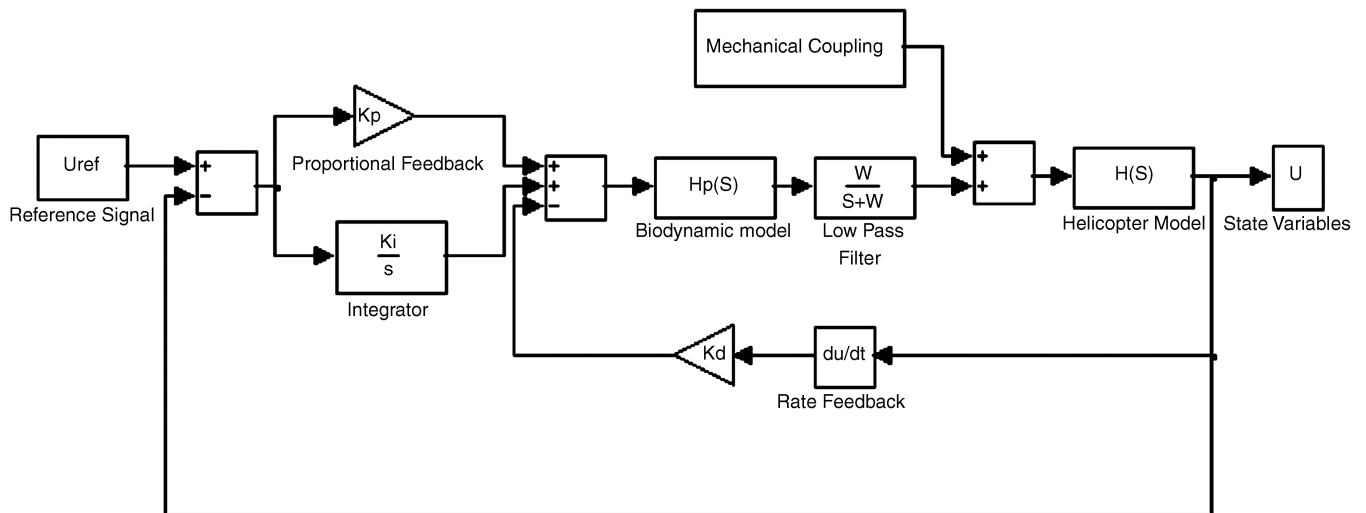 Mechanical Coupling
Kp
Proportional Feedback
Uref
Reference Signal
+
−
+
+
−
Hp(S)
Biodynamic model
W
S+W
Low Pass
Filter
+
+
H(S)
Helicopter Model
U
State Variables
Ki
s
Integrator
Kd
du/dt
Rate Feedback